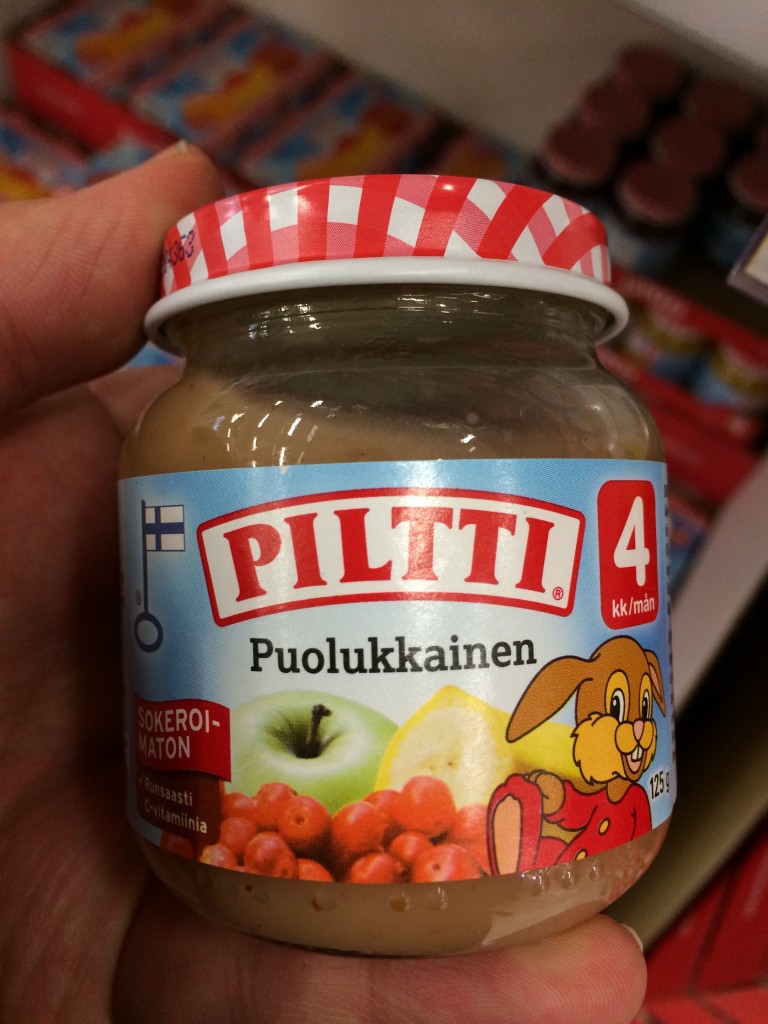 PILTTI®
4
kk/mån
Puolukkainen
SOKEROI-
MATON
✓ Runsaasti
C-vitamiinia
125 g